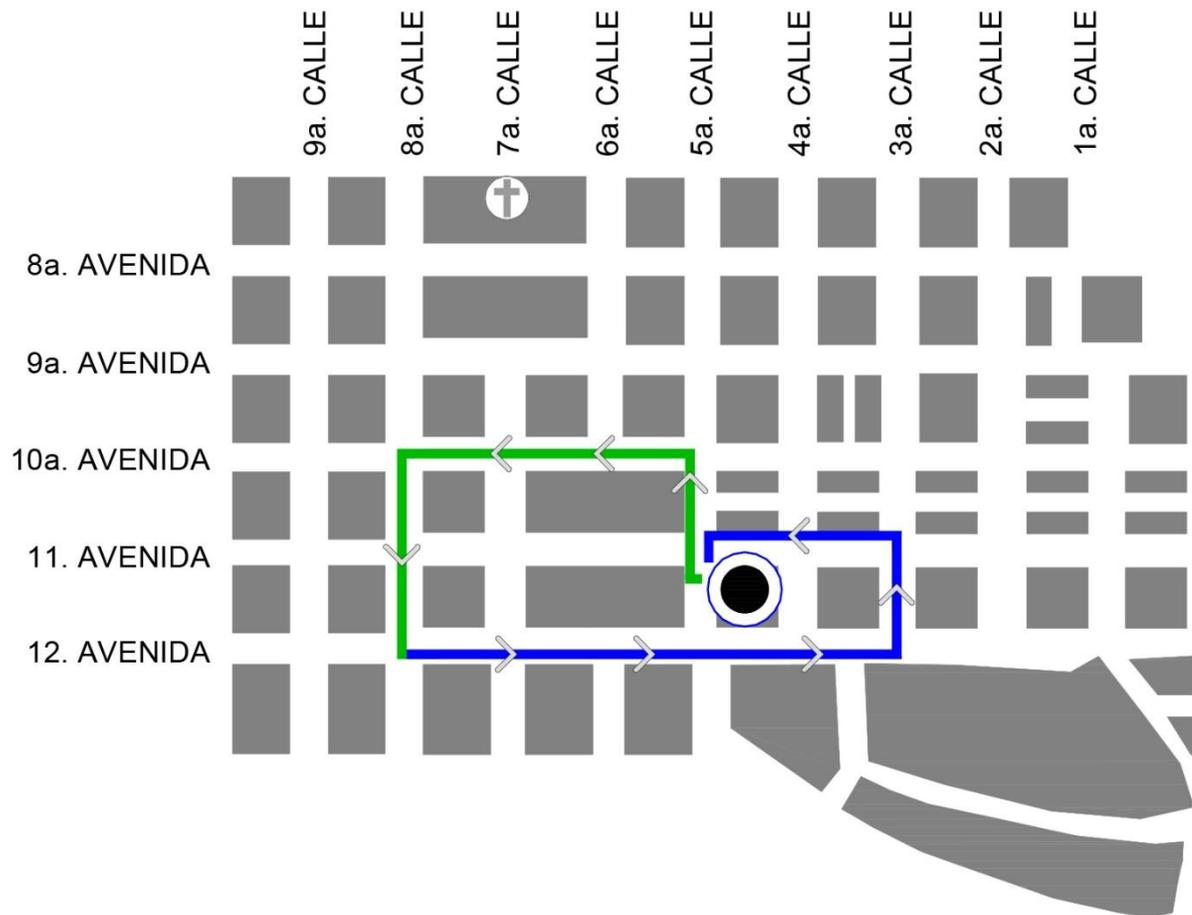 9a. CALLE
8a. CALLE
7a. CALLE
6a. CALLE
5a. CALLE
4a. CALLE
3a. CALLE
2a. CALLE
1a. CALLE
8a. AVENIDA
9a. AVENIDA
10a. AVENIDA
11. AVENIDA
12. AVENIDA